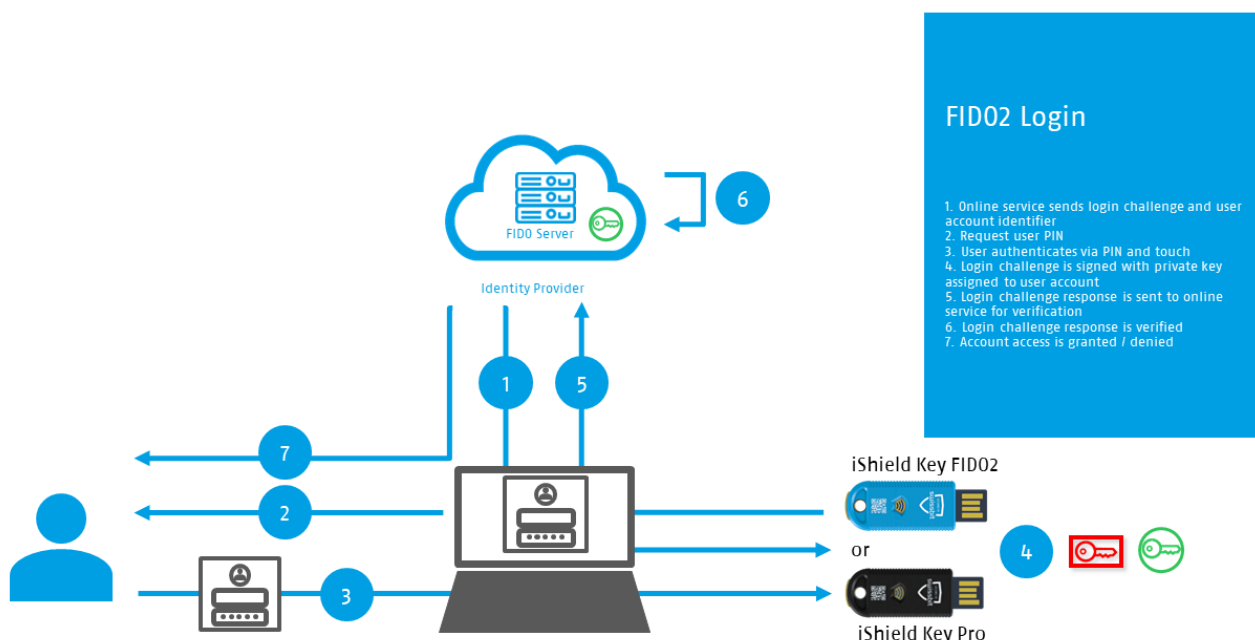 FIDO2 Login
1. Online service sends login challenge and user
account identifier
2. Request user PIN
3. User authenticates via PIN and touch
4. Login challenge is signed with private key
assigned to user account
5. Login challenge response is sent to online
service for verification
6. Login challenge response is verified
7. Account access is granted / denied
6
FIDO Server
Identity Provider
1
5
7
iShield Key FIDO2
2
or
4
3
iShield Key Pro